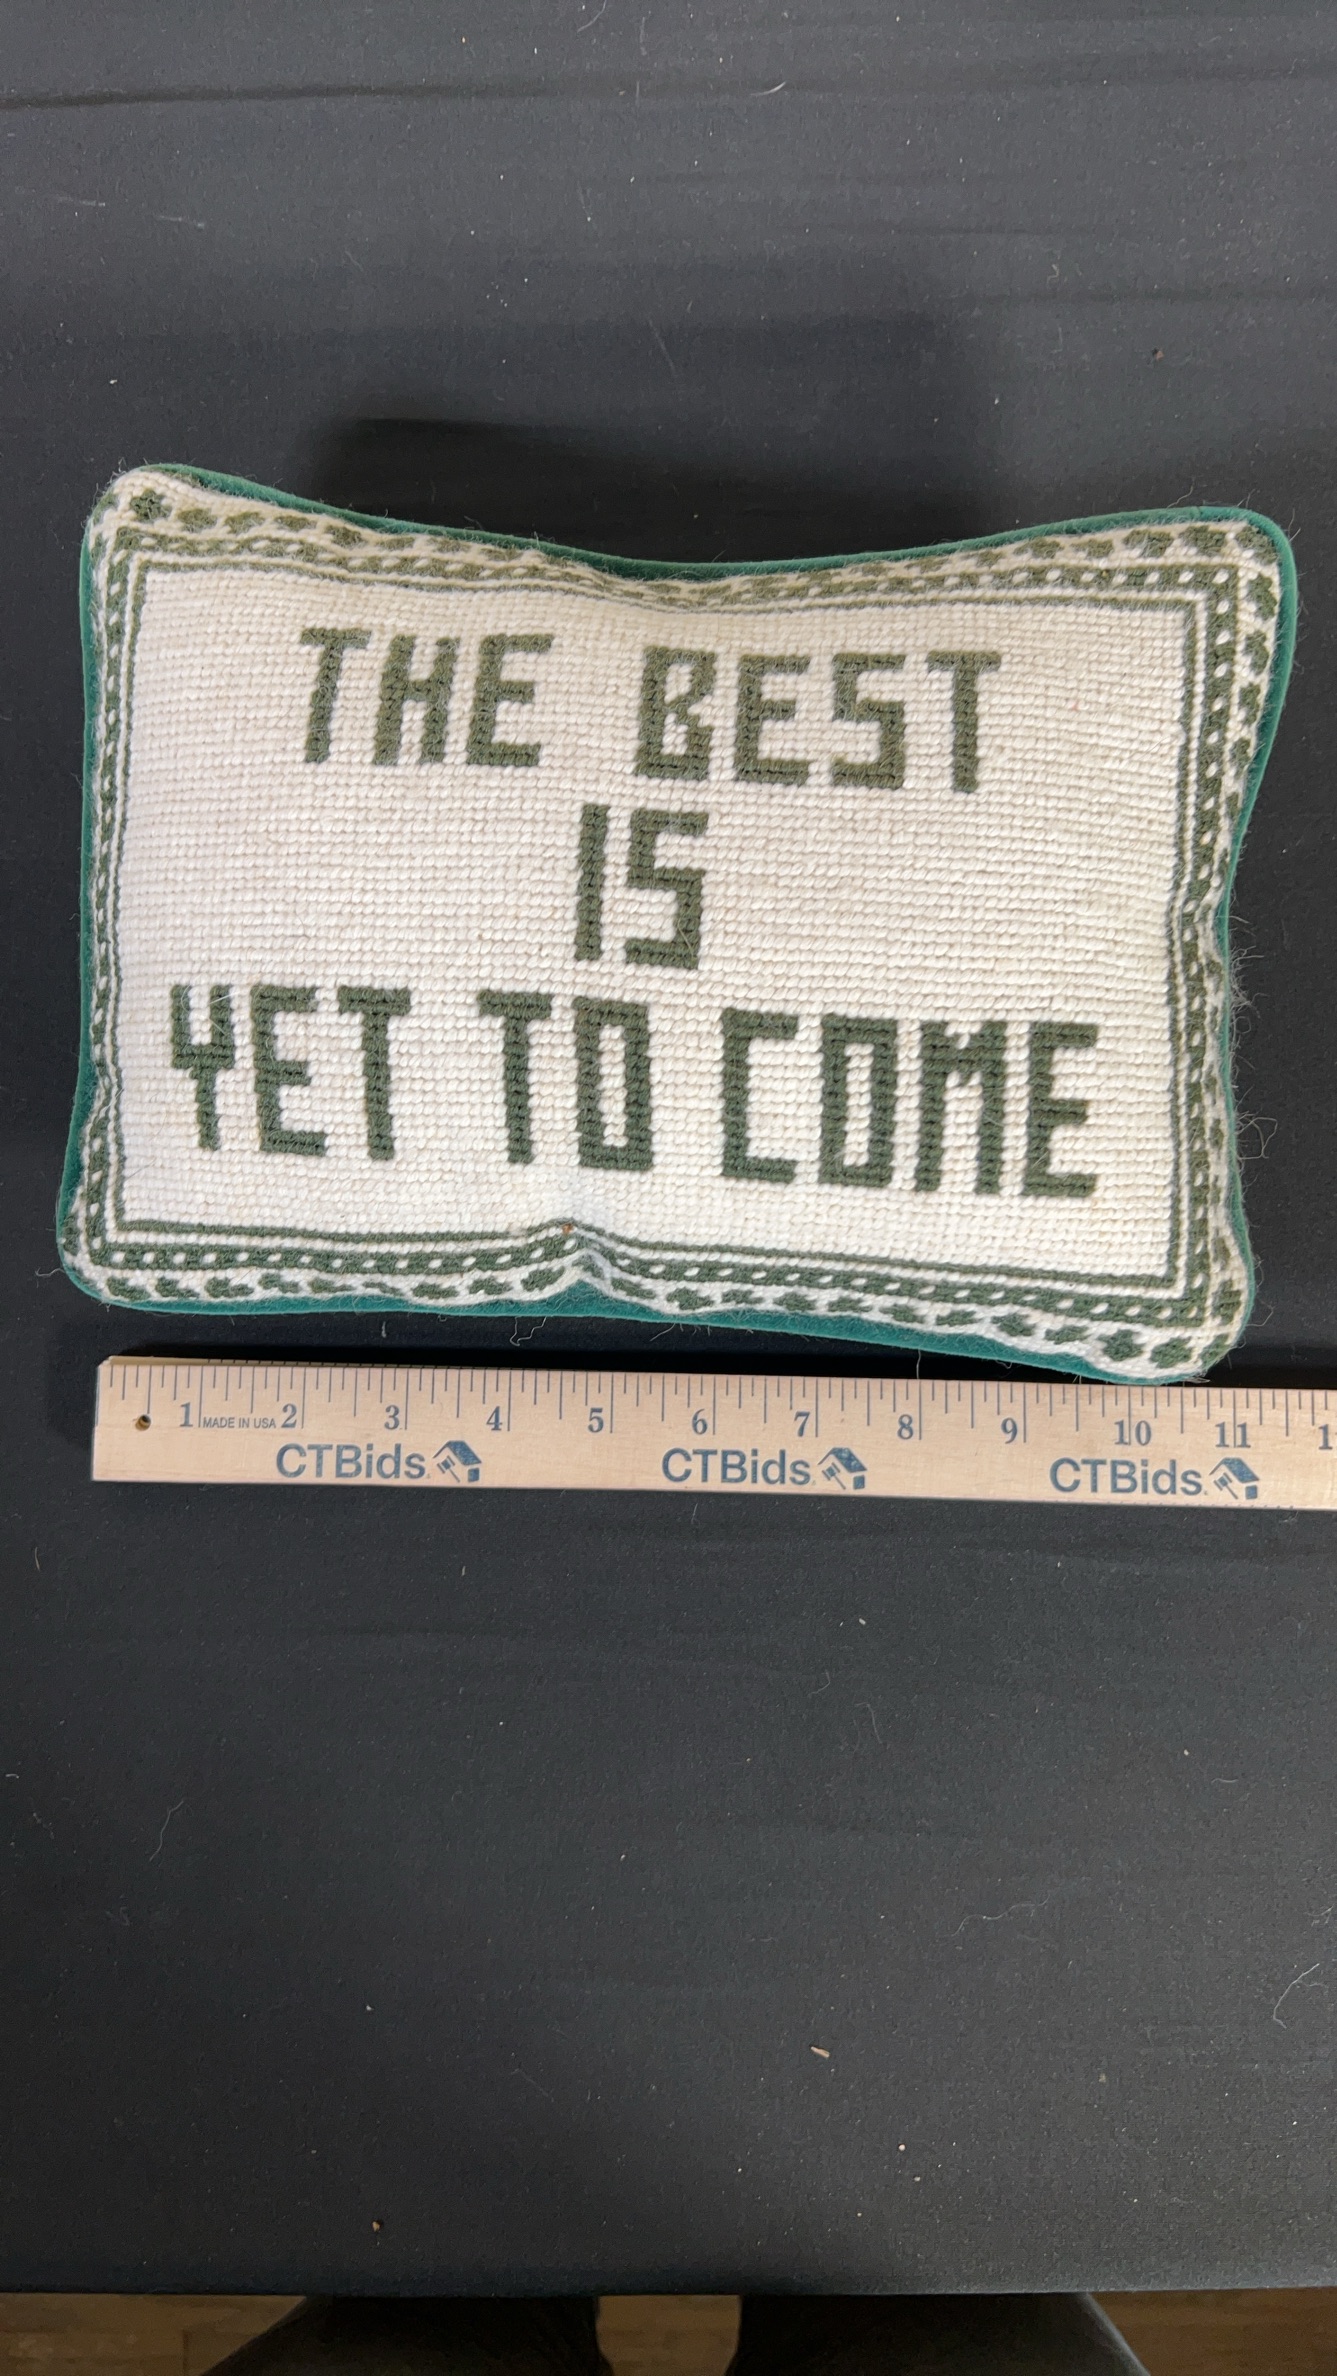 THE BEST
IS
YET TO COME
1 MADE IN USA 2 3 4 5 6 7 8 9 10 11
CTBids CTBids CTBids